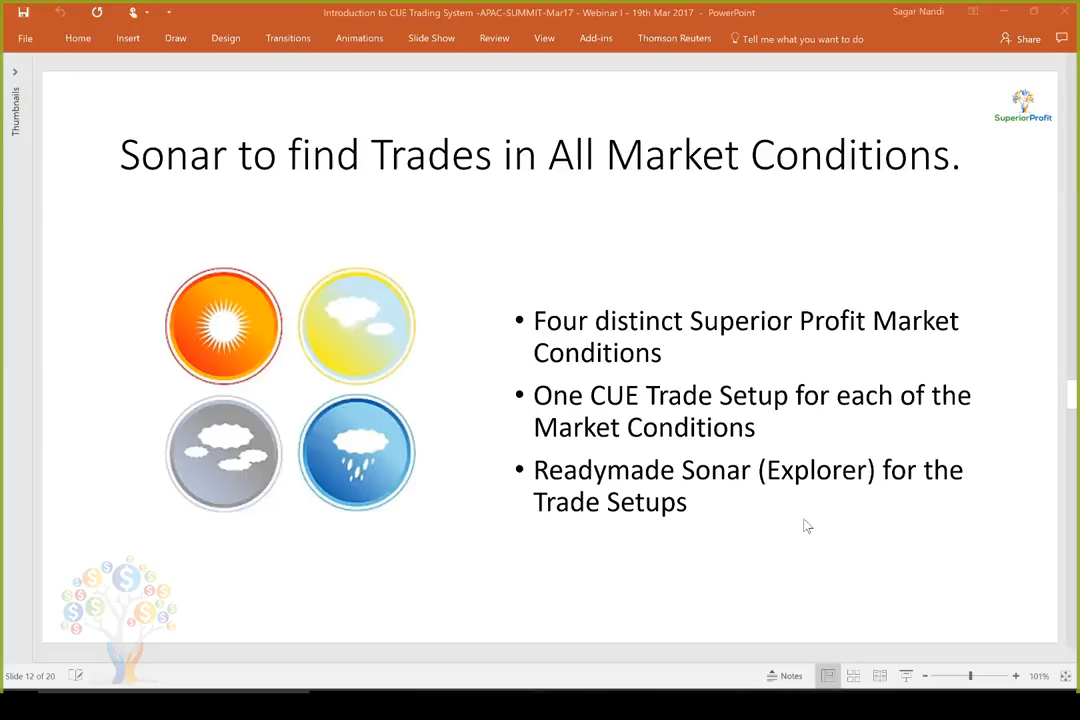 Introduction to CUE Trading System -APAC-SUMMIT-Mar17 - Webinar I - 19th Mar 2017 - PowerPoint
Sagar Nandi
File Home Insert Draw Design Transitions Animations Slide Show Review View Add-ins Thomson Reuters Tell me what you want to do Share
Thumbnails
SuperiorProfit
Sonar to find Trades in All Market Conditions.
• Four distinct Superior Profit Market
Conditions
• One CUE Trade Setup for each of the
Market Conditions
• Readymade Sonar (Explorer) for the
Trade Setups
Slide 12 of 20
Notes
101%